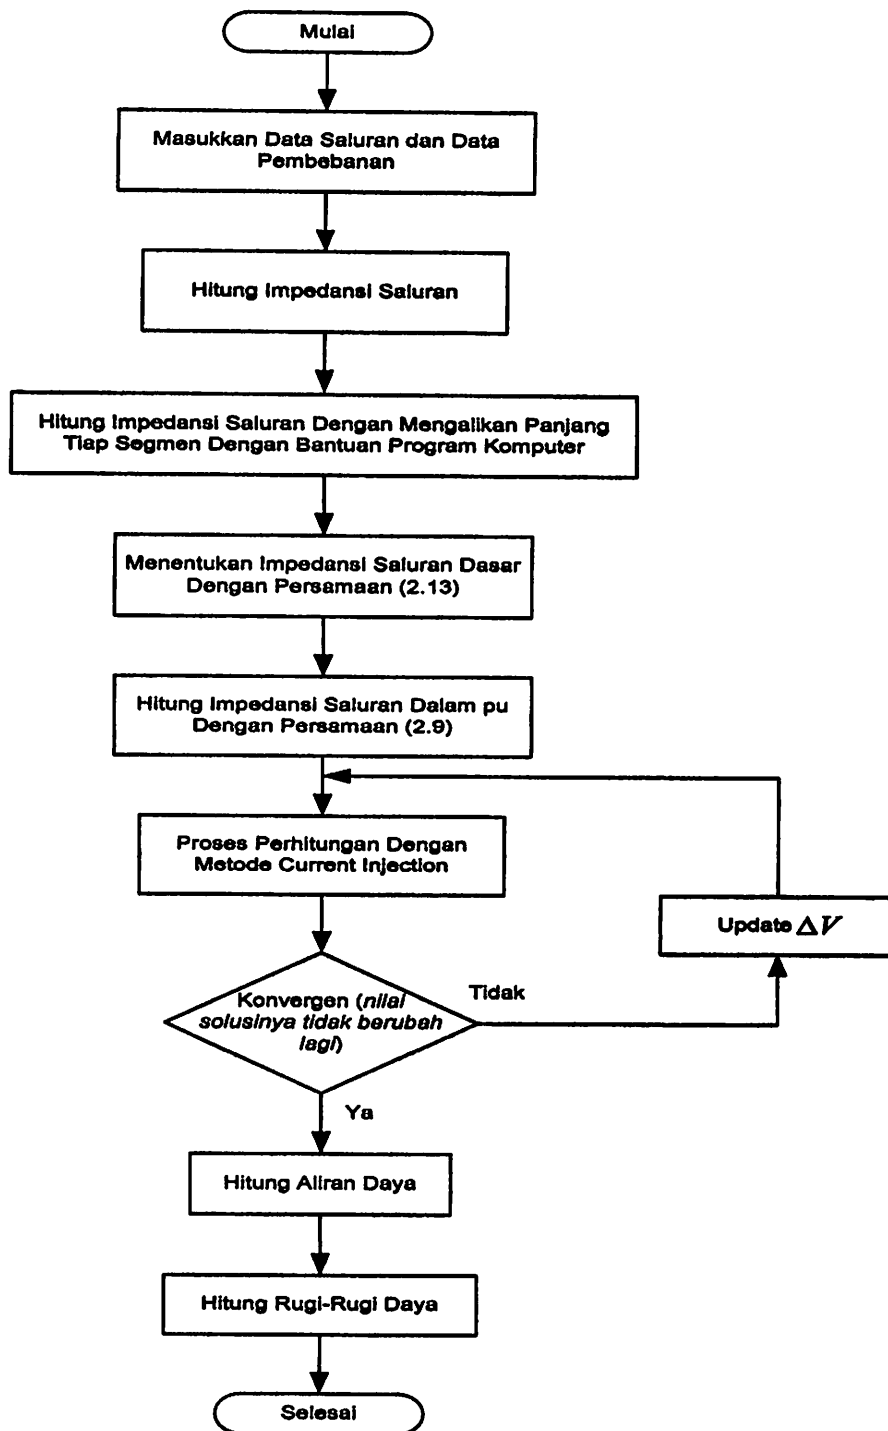 Mulai
Masukkan Data Saluran dan Data
Pembebanan
Hitung Impedansi Saluran
Hitung Impedansi Saluran Dengan Mengalikan Panjang
Tiap Segmen Dengan Bantuan Program Komputer
Menentukan Impedansi Saluran Dasar
Dengan Persamaan (2.13)
Hitung Impedansi Saluran Dalam pu
Dengan Persamaan (2.9)
Proses Perhitungan Dengan
Metode Current Injection
Update ΔV
Konvergen (nilai
solusinya tidak berubah
lagi)
Tidak
Ya
Hitung Aliran Daya
Hitung Rugi-Rugi Daya
Selesai